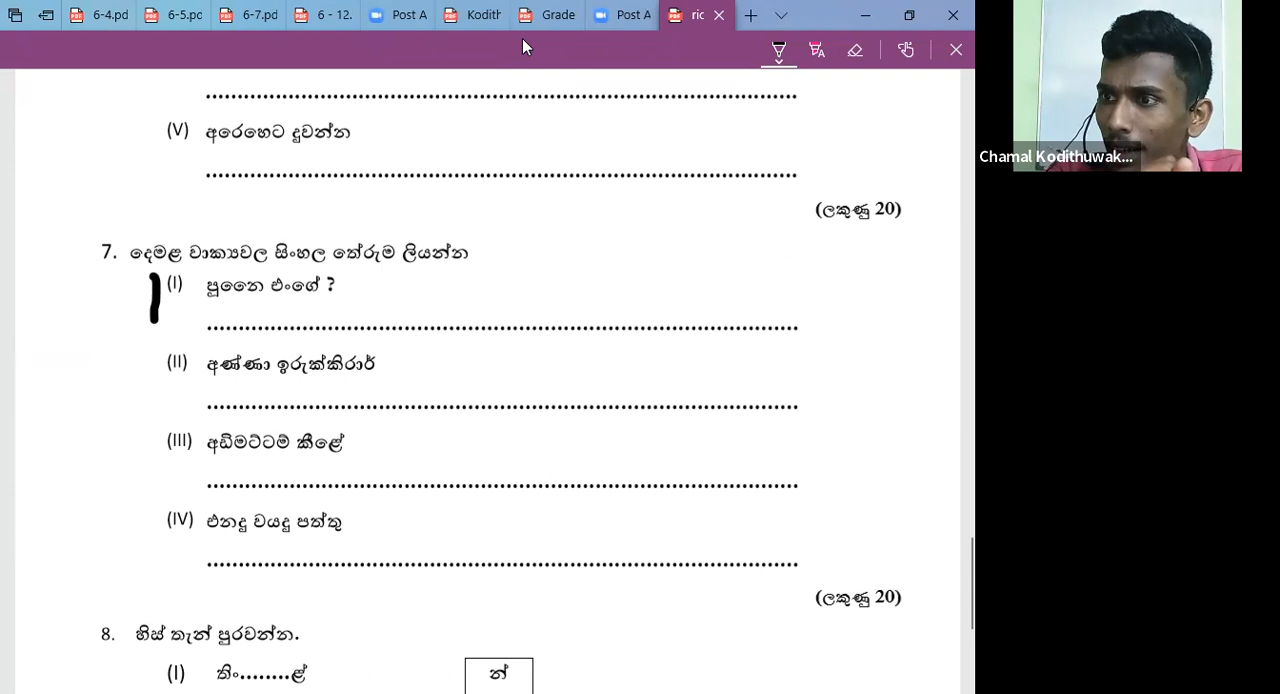 6-4.pd 6-5.pd 6-7.pd 6 - 12. Post A Kodith Grade Post A ric
(V) අරෙහෙට දුවන්න
(ලකුණු 20)
7. දෙමළ වාක්‍යවල සිංහල තේරුම ලියන්න
(I) පූනෛ එංගේ ?
(II) අණ්ණා ඉරුක්කිරාර්
(III) අඩිමට්ටම් කීළේ
(IV) එනදු වයදු පත්තු
(ලකුණු 20)
8. හිස් තැන් පුරවන්න.
(I) තිං........ළ් න්
Chamal Kodithuwak...